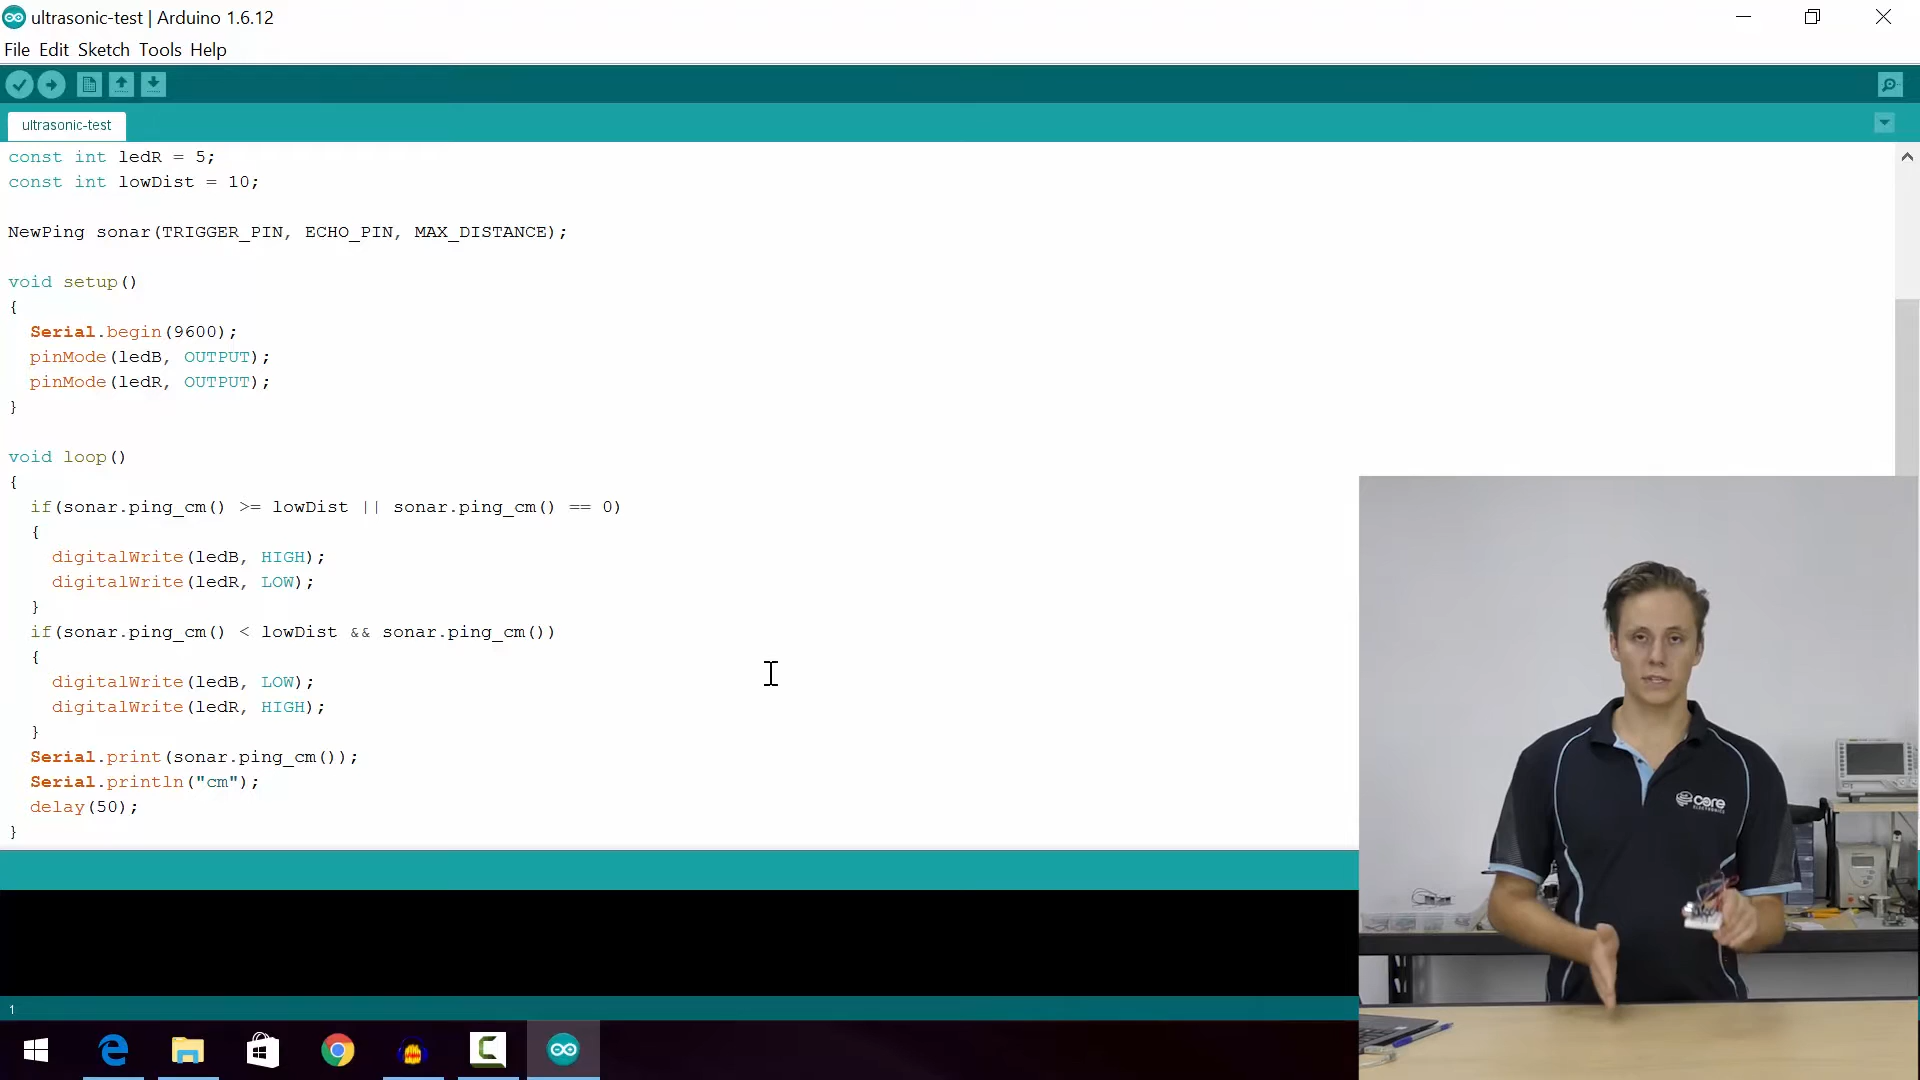 ultrasonic-test | Arduino 1.6.12
File Edit Sketch Tools Help
ultrasonic-test
const int ledR = 5;
const int lowDist = 10;
NewPing sonar(TRIGGER_PIN, ECHO_PIN, MAX_DISTANCE);
void setup()
{
Serial.begin(9600);
pinMode(ledB, OUTPUT);
pinMode(ledR, OUTPUT);
}
void loop()
{
if(sonar.ping_cm() >= lowDist || sonar.ping_cm() == 0)
{
digitalWrite(ledB, HIGH);
digitalWrite(ledR, LOW);
}
if(sonar.ping_cm() < lowDist && sonar.ping_cm())
{
digitalWrite(ledB, LOW);
digitalWrite(ledR, HIGH);
}
Serial.print(sonar.ping_cm());
Serial.println("cm");
delay(50);
}
1
core
ELECTRONICS